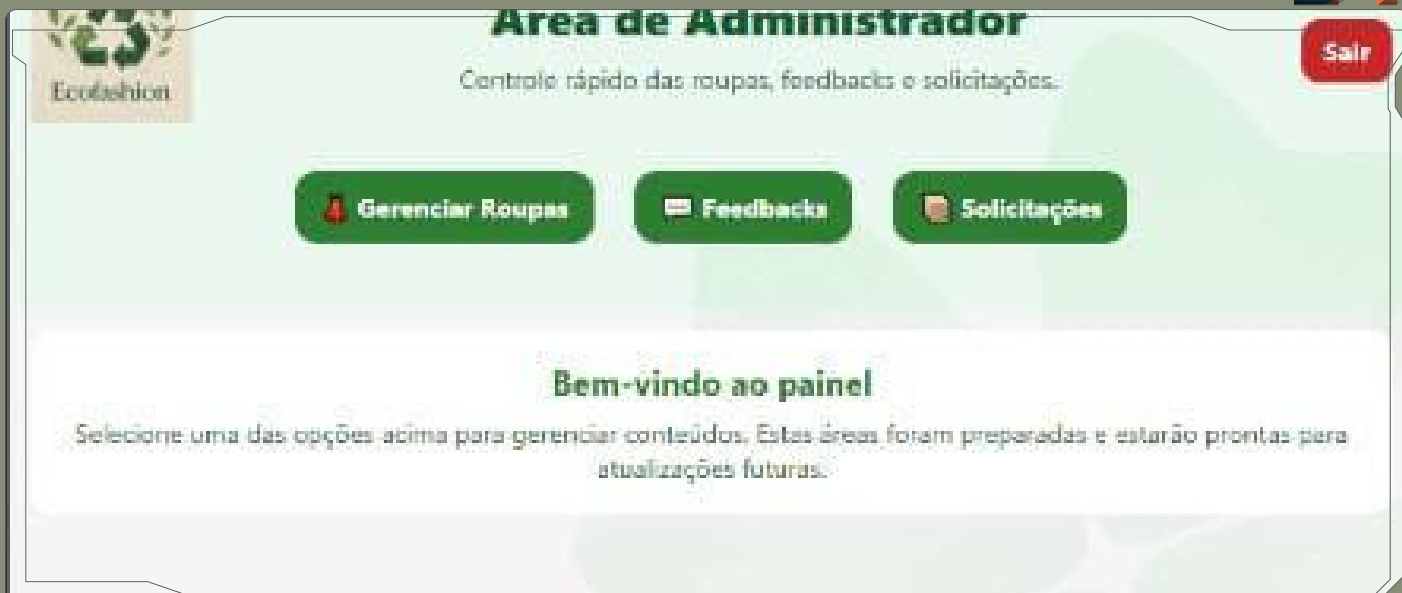 Área de Administrador
Sair
Ecofashion
Controle rápido das roupas, feedbacks e solicitações.
Gerenciar Roupas
Feedbacks
Solicitações
Bem-vindo ao painel
Selecione uma das opções acima para gerenciar conteúdos. Estas áreas foram preparadas e estarão prontas para
atualizações futuras.